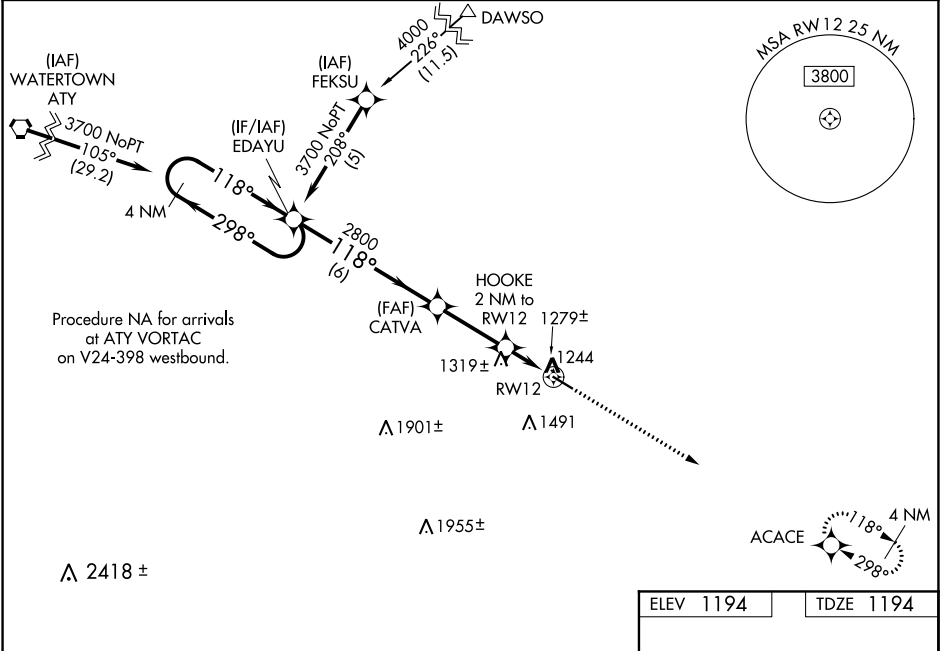 DAWSO
4000
226°
(11.5)
(IAF)
FEKSU
3700 NoPT
208°
(5)
(IAF)
WATERTOWN
ATY
3700 NoPT
105°
(29.2)
(IF/IAF)
EDAYU
118°
298°
4 NM
2800
118°
(6)
(FAF)
CATVA
HOOKE
2 NM to
RW12
1279±
1319±
1244
RW12
1901±
1491
1955±
2418 ±
Procedure NA for arrivals
at ATY VORTAC
on V24-398 westbound.
MSA RW12 25 NM
3800
ACACE
118°
298°
4 NM
ELEV 1194
TDZE 1194